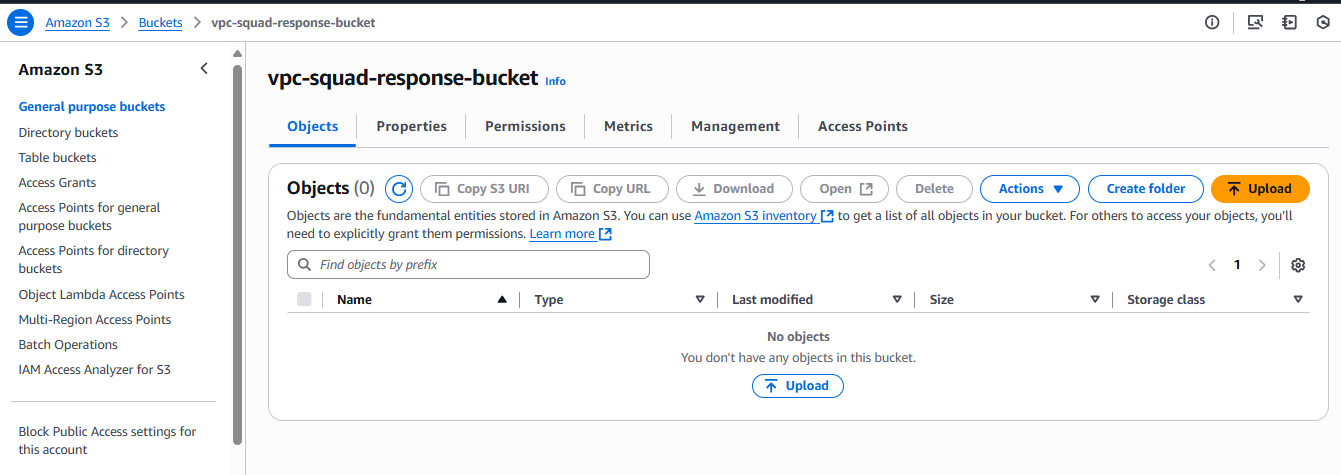 Amazon S3 > Buckets > vpc-squad-response-bucket
Amazon S3
General purpose buckets
Directory buckets
Table buckets
Access Grants
Access Points for general
purpose buckets
Access Points for directory
buckets
Object Lambda Access Points
Multi-Region Access Points
Batch Operations
IAM Access Analyzer for S3
Block Public Access settings for
this account
vpc-squad-response-bucket Info
Objects Properties Permissions Metrics Management Access Points
Objects (0) Copy S3 URI Copy URL Download Open Delete Actions Create folder Upload
Objects are the fundamental entities stored in Amazon S3. You can use Amazon S3 inventory to get a list of all objects in your bucket. For others to access your objects, you’ll
need to explicitly grant them permissions. Learn more
Find objects by prefix
1
Name Type Last modified Size Storage class
No objects
You don't have any objects in this bucket.
Upload